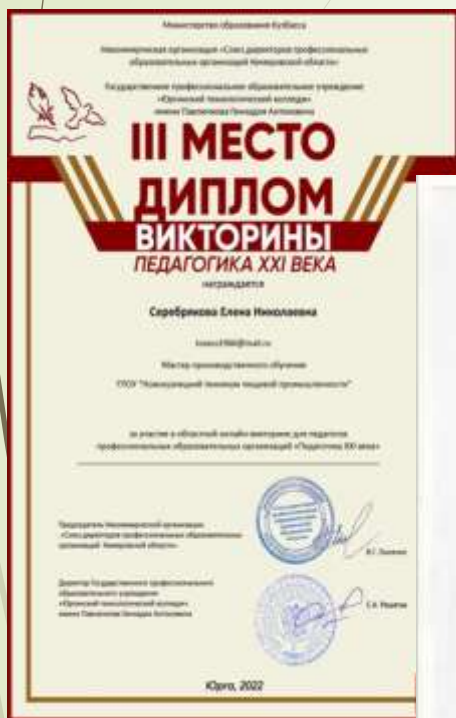 Министерство образования Кузбасса
Некоммерческая организация «Союз директоров профессиональных
образовательных организаций Кемеровской области»
Государственное профессиональное образовательное учреждение
«Юргинский технологический колледж»
имени Павлючкова Геннадия Антоновича
III МЕСТО
ДИПЛОМ
ВИКТОРИНЫ
ПЕДАГОГИКА XXI ВЕКА
награждается
Серебрякова Елена Николаевна
Мастер производственного обучения
ГПОУ "Новокузнецкий техникум пищевой промышленности"
за участие в областной онлайн-викторине для педагогов
профессиональных образовательных организаций «Педагогика XXI века»
Председатель Некоммерческой организации
«Союз директоров профессиональных образовательных
организаций Кемеровской области»
Директор Государственного профессионального
образовательного учреждения
«Юргинский технологический колледж»
имени Павлючкова Геннадия Антоновича
Юрга, 2022